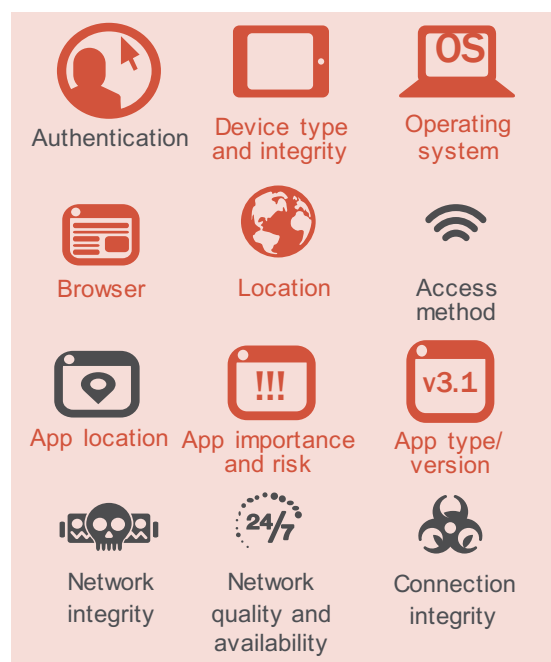 OS
Authentication
Device type
and integrity
Operating
system
Browser
Location
Access
method
!!!
v3.1
App location
App importance
and risk
App type/
version
24/7
Network
integrity
Network
quality and
availability
Connection
integrity